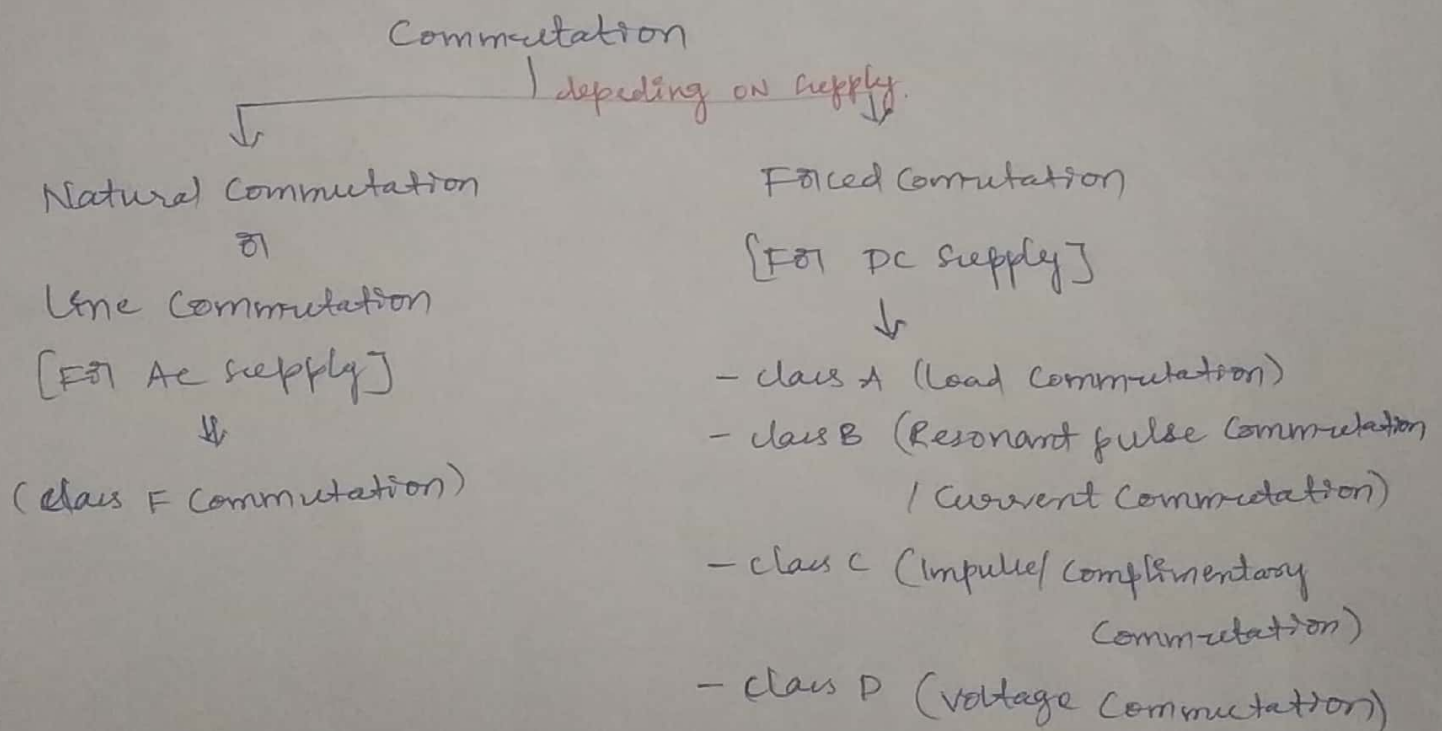 Commutation
depeding ON supply.
Natural Commutation
or
Line Commutation
[For AC supply]
(Class F Commutation)
Forced Commutation
[For DC supply]
- class A (Load Commutation)
- class B (Resonant pulse Commutation
/ Current Commutation)
- class C (Impulse/ Complimentary
Commutation)
- class D (Voltage Commutation)